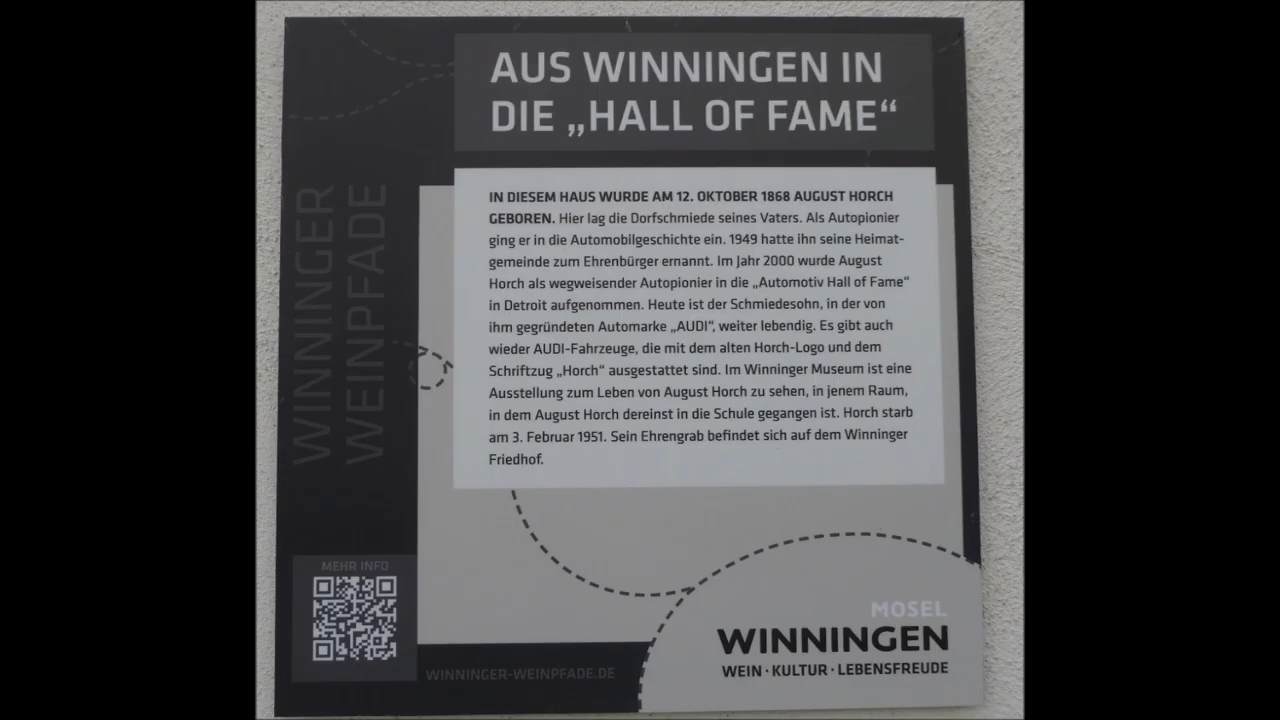 AUS WINNINGEN IN
DIE „HALL OF FAME“
WINNINGER
WEINPFADE
IN DIESEM HAUS WURDE AM 12. OKTOBER 1868 AUGUST HORCH
GEBOREN. Hier lag die Dorfschmiede seines Vaters. Als Autopionier
ging er in die Automobilgeschichte ein. 1949 hatte ihn seine Heimat-
gemeinde zum Ehrenbürger ernannt. Im Jahr 2000 wurde August
Horch als wegweisender Autopionier in die „Automotiv Hall of Fame“
in Detroit aufgenommen. Heute ist der Schmiedesohn, in der von
ihm gegründeten Automarke „AUDI“, weiter lebendig. Es gibt auch
wieder AUDI-Fahrzeuge, die mit dem alten Horch-Logo und dem
Schriftzug „Horch“ ausgestattet sind. Im Winninger Museum ist eine
Ausstellung zum Leben von August Horch zu sehen, in jenem Raum,
in dem August Horch dereinst in die Schule gegangen ist. Horch starb
am 3. Februar 1951. Sein Ehrengrab befindet sich auf dem Winninger
Friedhof.
MEHR INFO
WINNINGER-WEINPFADE.DE
MOSEL
WINNINGEN
WEIN · KULTUR · LEBENSFREUDE